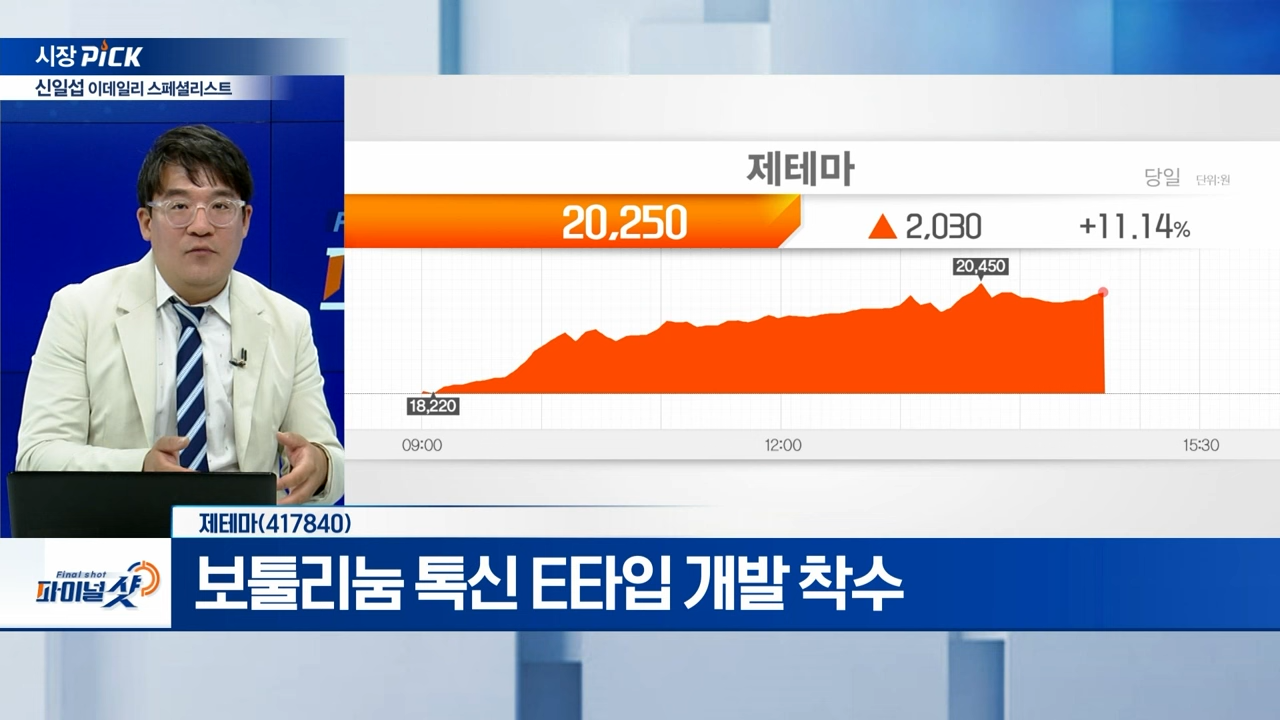 시장 PiCK
신일섭 이데일리 스페셜리스트
제테마
당일 단위:원
20,250 ▲ 2,030 +11.14%
20,450
18,220
09:00 12:00 15:30
제테마(417840)
Final shot
파이널샷
보툴리눔 톡신 E타입 개발 착수